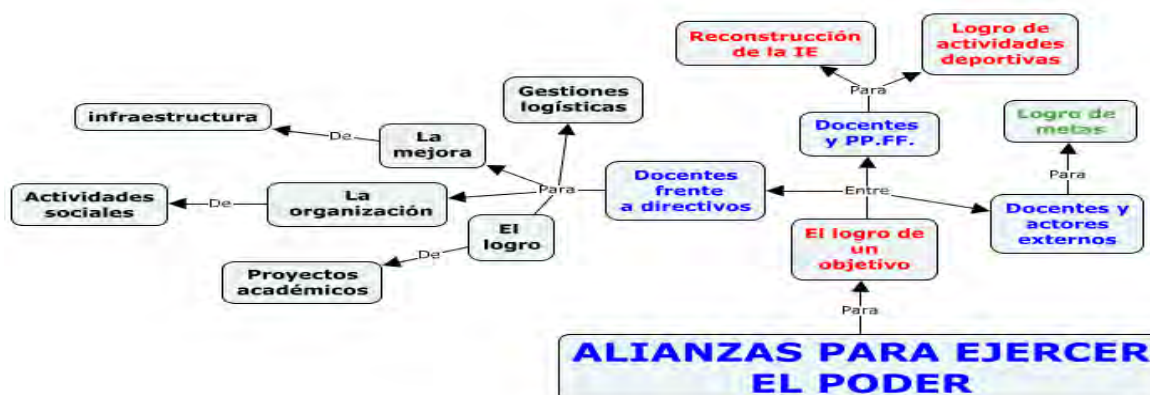 Reconstrucción
de la IE
Logro de
actividades
deportivas
Para
Gestiones
logísticas
infraestructura
De
La
mejora
Docentes
y PP.FF.
Logro de
metas
Para
Actividades
sociales
De
La
organización
Para
Docentes
frente
a directivos
Entre
Docentes y
actores
externos
El
logro
De
Proyectos
académicos
El logro de
un
objetivo
Para
ALIANZAS PARA EJERCER
EL PODER